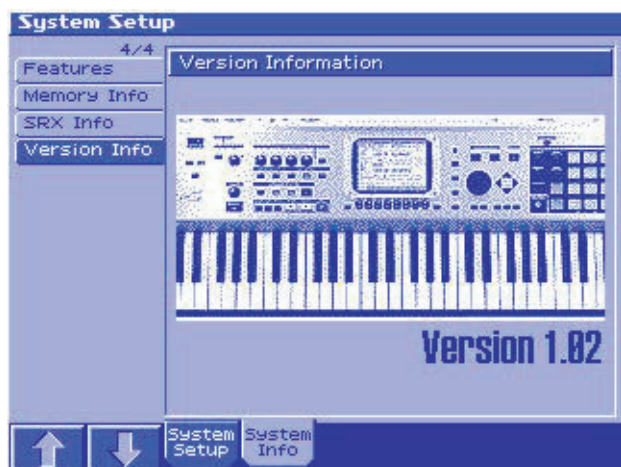 System Setup
4/4
Features
Memory Info
SRX Info
Version Info
Version Information
Version 1.02
System Setup
System Info